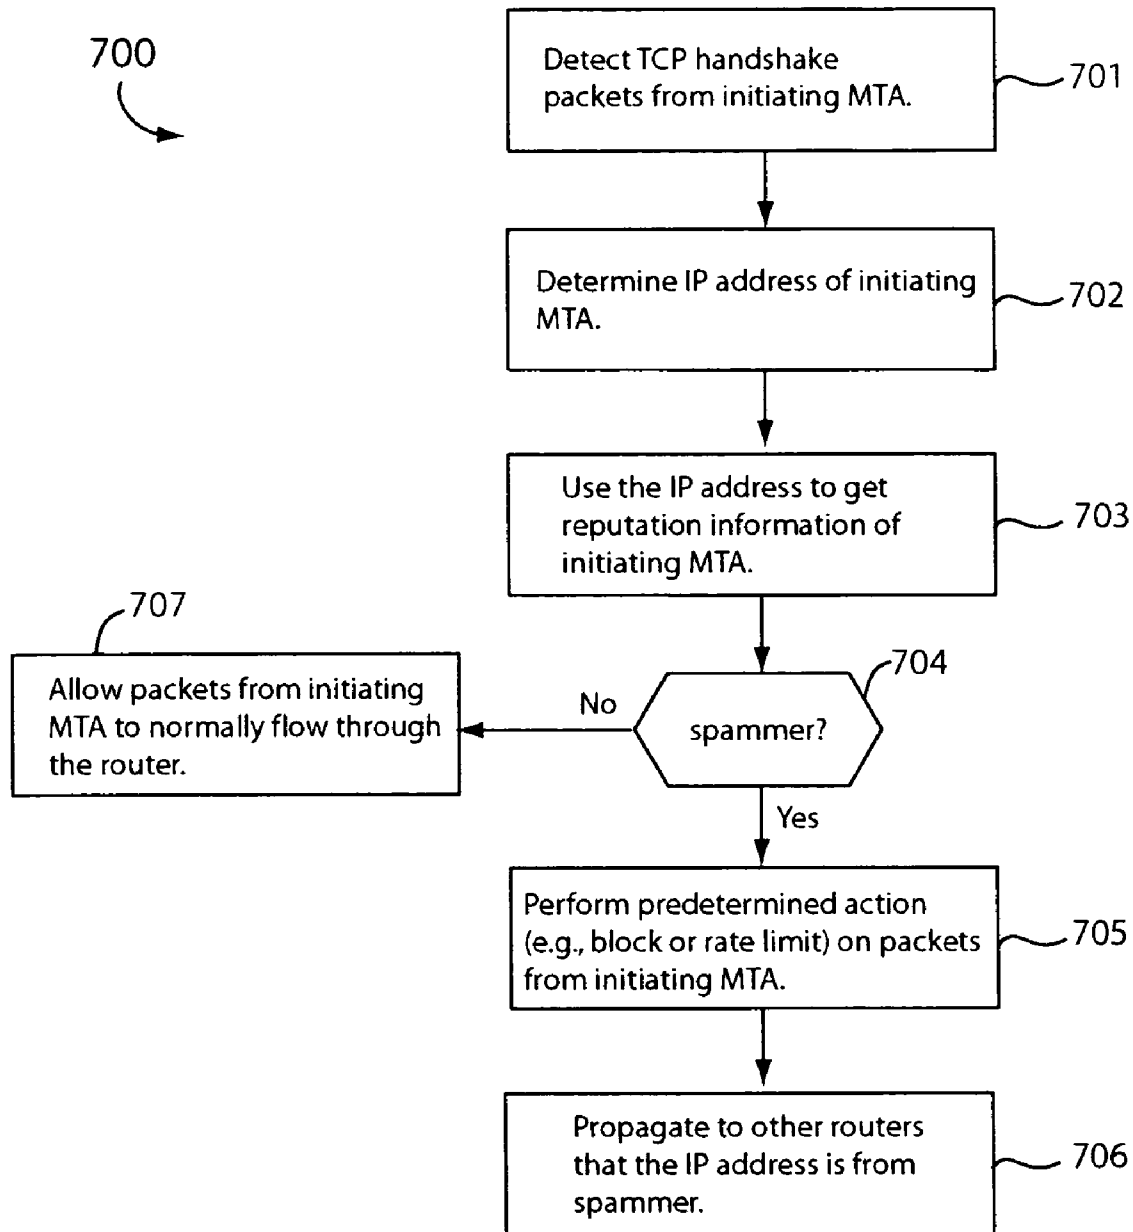 700
Detect TCP handshake
packets from initiating MTA.
701
Determine IP address of initiating
MTA.
702
Use the IP address to get
reputation information of
initiating MTA.
703
707
Allow packets from initiating
MTA to normally flow through
the router.
No
704
spammer?
Yes
Perform predetermined action
(e.g., block or rate limit) on packets
from initiating MTA.
705
Propagate to other routers
that the IP address is from
spammer.
706